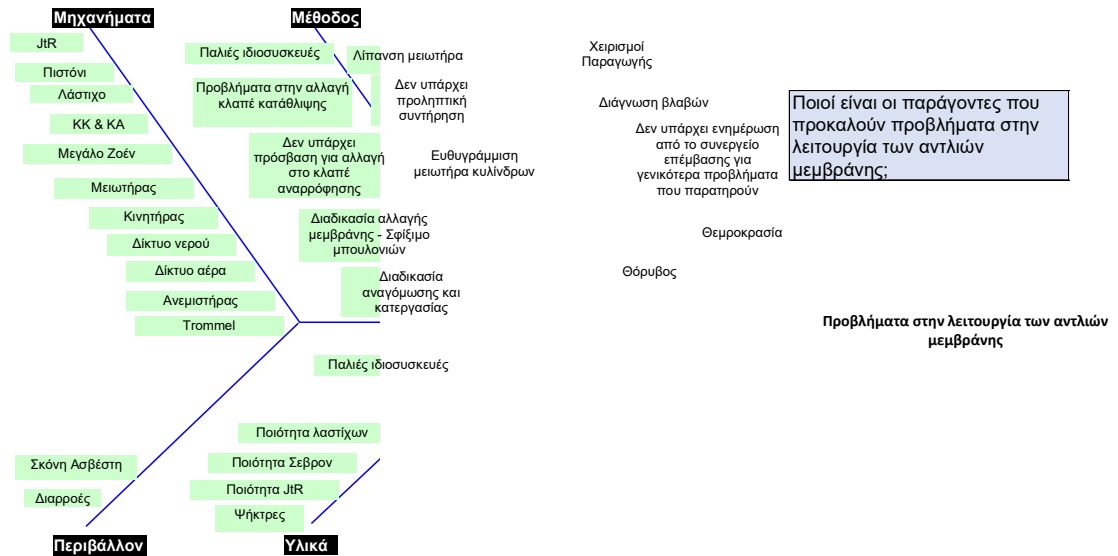 Μηχανήματα
Μέθοδος
JtR
Πιστόνι
Λάστιχο
ΚΚ & ΚΑ
Μεγάλο Ζοέν
Μειωτήρας
Κινητήρας
Δίκτυο νερού
Δίκτυο αέρα
Ανεμιστήρας
Trommel
Παλιές ιδιοσυσκευές
Προβλήματα στην αλλαγή
κλαπέ κατάθλιψης
Δεν υπάρχει
πρόσβαση για αλλαγή
στο κλαπέ
αναρρόφησης
Διαδικασία αλλαγής
μεμβράνης - Σφίξιμο
μπουλονιών
Διαδικασία
αναγόμωσης και
κατεργασίας
Λίπανση μειωτήρα
Δεν υπάρχει
προληπτική
συντήρηση
Ευθυγράμμιση
μειωτήρα κυλίνδρων
Χειρισμοί
Παραγωγής
Διάγνωση βλαβών
Δεν υπάρχει ενημέρωση
από το συνεργείο
επέμβασης για
γενικότερα προβλήματα
που παρατηρούν
Θεμροκρασία
Θόρυβος
Ποιοί είναι οι παράγοντες που
προκαλούν προβλήματα στην
λειτουργία των αντλιών
μεμβράνης;
Προβλήματα στην λειτουργία των αντλιών
μεμβράνης
Παλιές ιδιοσυσκευές
Ποιότητα λαστίχων
Ποιότητα Σεβρον
Ποιότητα JtR
Ψήκτρες
Σκόνη Ασβέστη
Διαρροές
Περιβάλλον
Υλικά